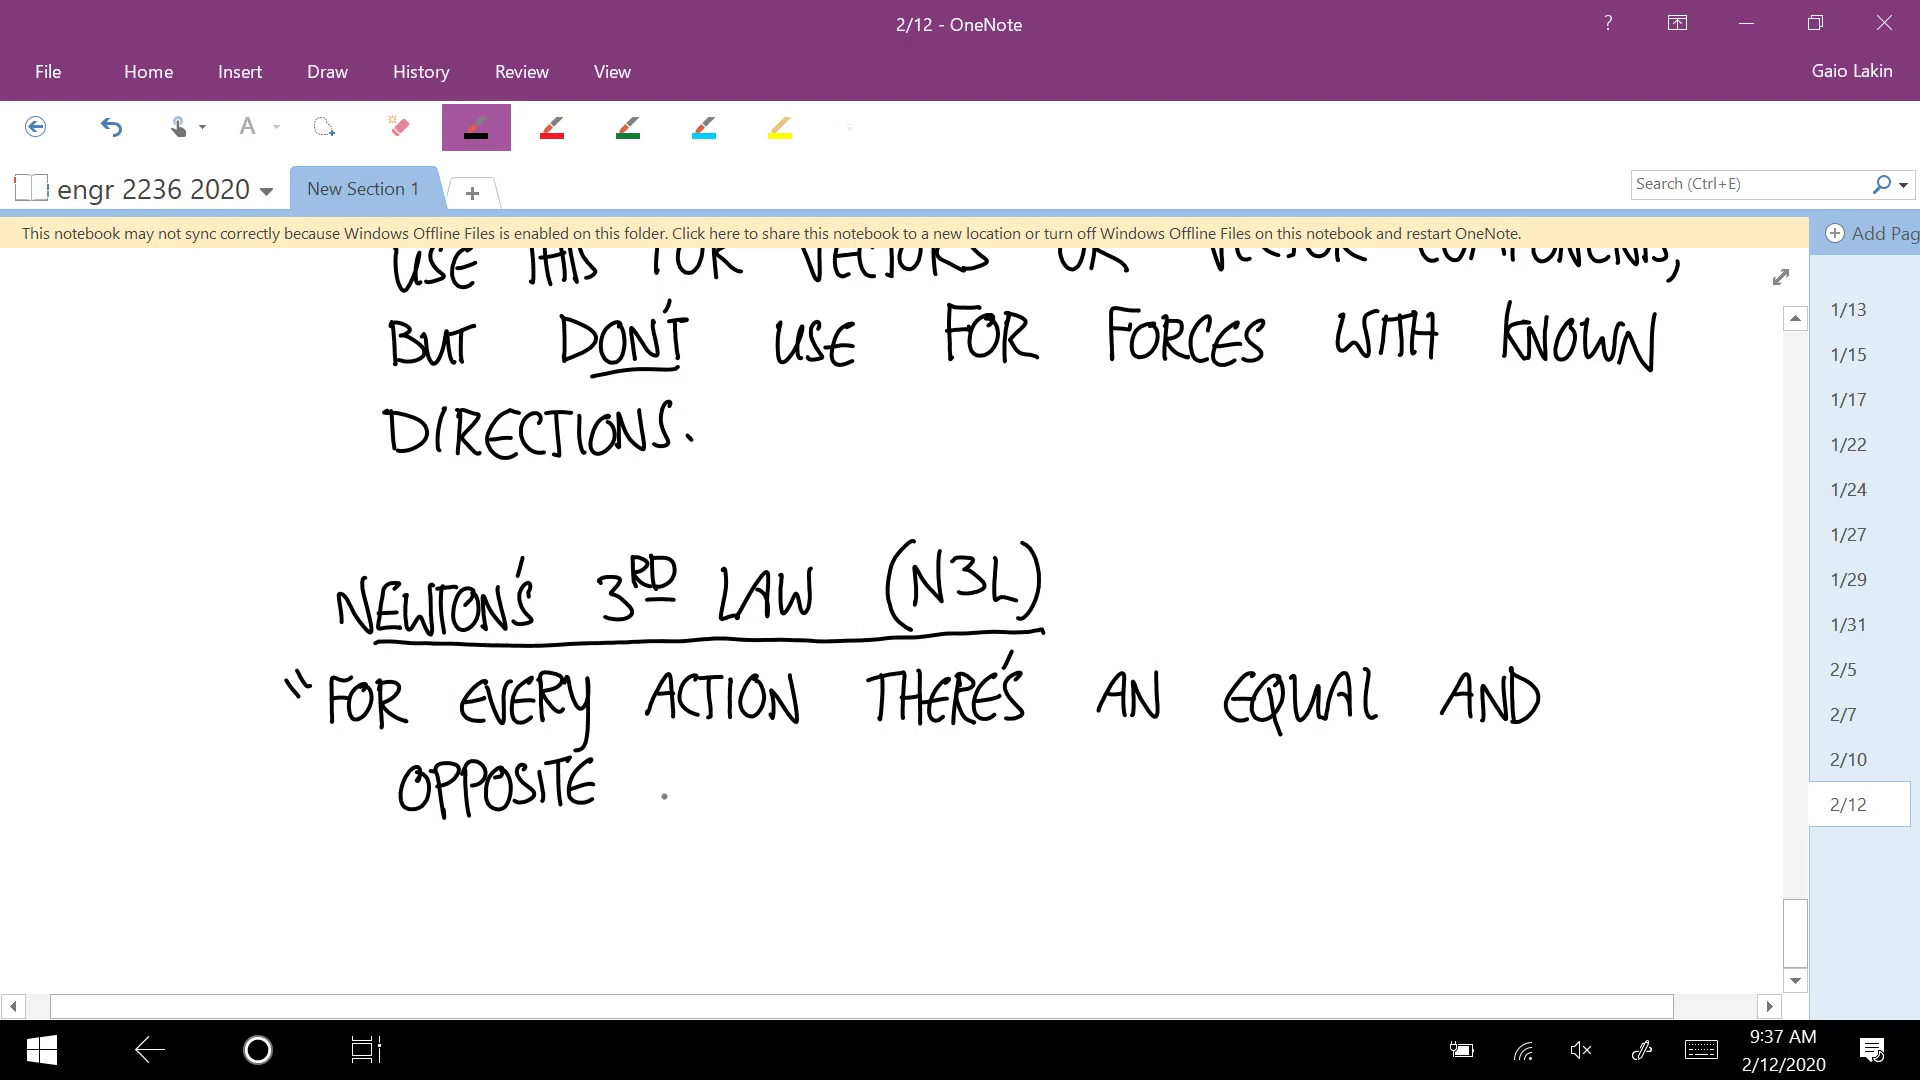 2/12 - OneNote
File Home Insert Draw History Review View Gaio Lakin
engr 2236 2020 New Section 1 Search (Ctrl+E)
This notebook may not sync correctly because Windows Offline Files is enabled on this folder. Click here to share this notebook to a new location or turn off Windows Offline Files on this notebook and restart OneNote.
Add Pag
USE THIS FOR VECTORS OR VECTOR COMPONENTS,
BUT DON'T USE FOR FORCES WITH KNOWN
DIRECTIONS.
NEWTON'S 3RD LAW (N3L)
"FOR EVERY ACTION THERE'S AN EQUAL AND
OPPOSITE
1/13
1/15
1/17
1/22
1/24
1/27
1/29
1/31
2/5
2/7
2/10
2/12
9:37 AM
2/12/2020